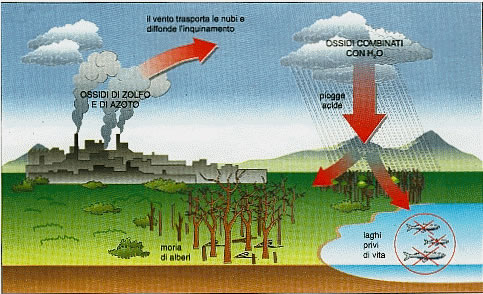 il vento trasporta le nubi e
diffonde l'inquinamento
OSSIDI COMBINATI
CON H₂O
OSSIDI DI ZOLFO
E DI AZOTO
piogge
acide
moria
di alberi
laghi
privi
di vita